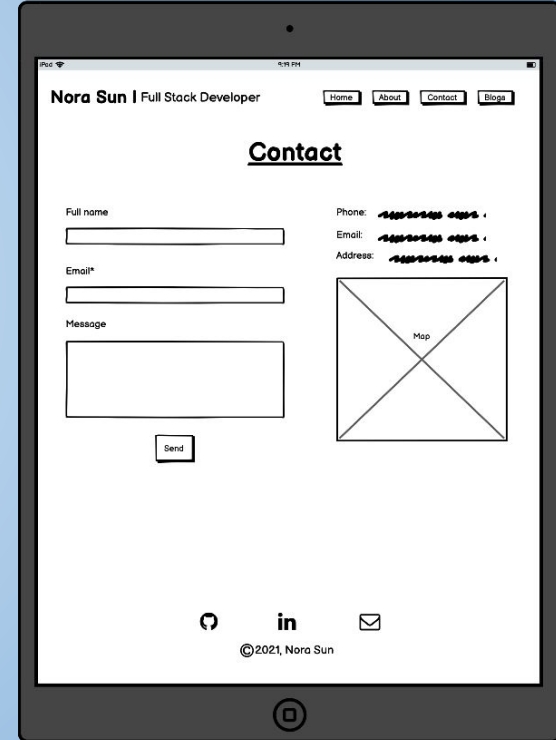 iPad 9:19 PM
Nora Sun | Full Stack Developer
Home About Contact Blogs
Contact
Full name
Email*
Message
Send
Phone:
Email:
Address:
Map
in
©2021, Nora Sun